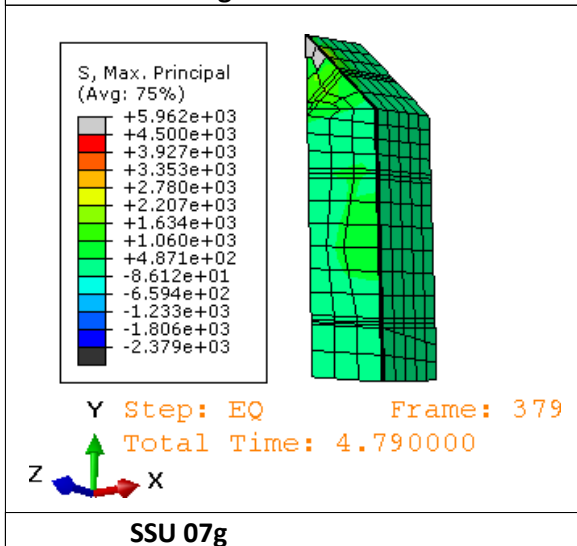 S, Max. Principal
(Avg: 75%)
+5.962e+03
+4.500e+03
+3.927e+03
+3.353e+03
+2.780e+03
+2.207e+03
+1.634e+03
+1.060e+03
+4.871e+02
-8.612e+01
-6.594e+02
-1.233e+03
-1.806e+03
-2.379e+03
Y Step: EQ Frame: 379
Total Time: 4.790000
Z X
SSU 07g